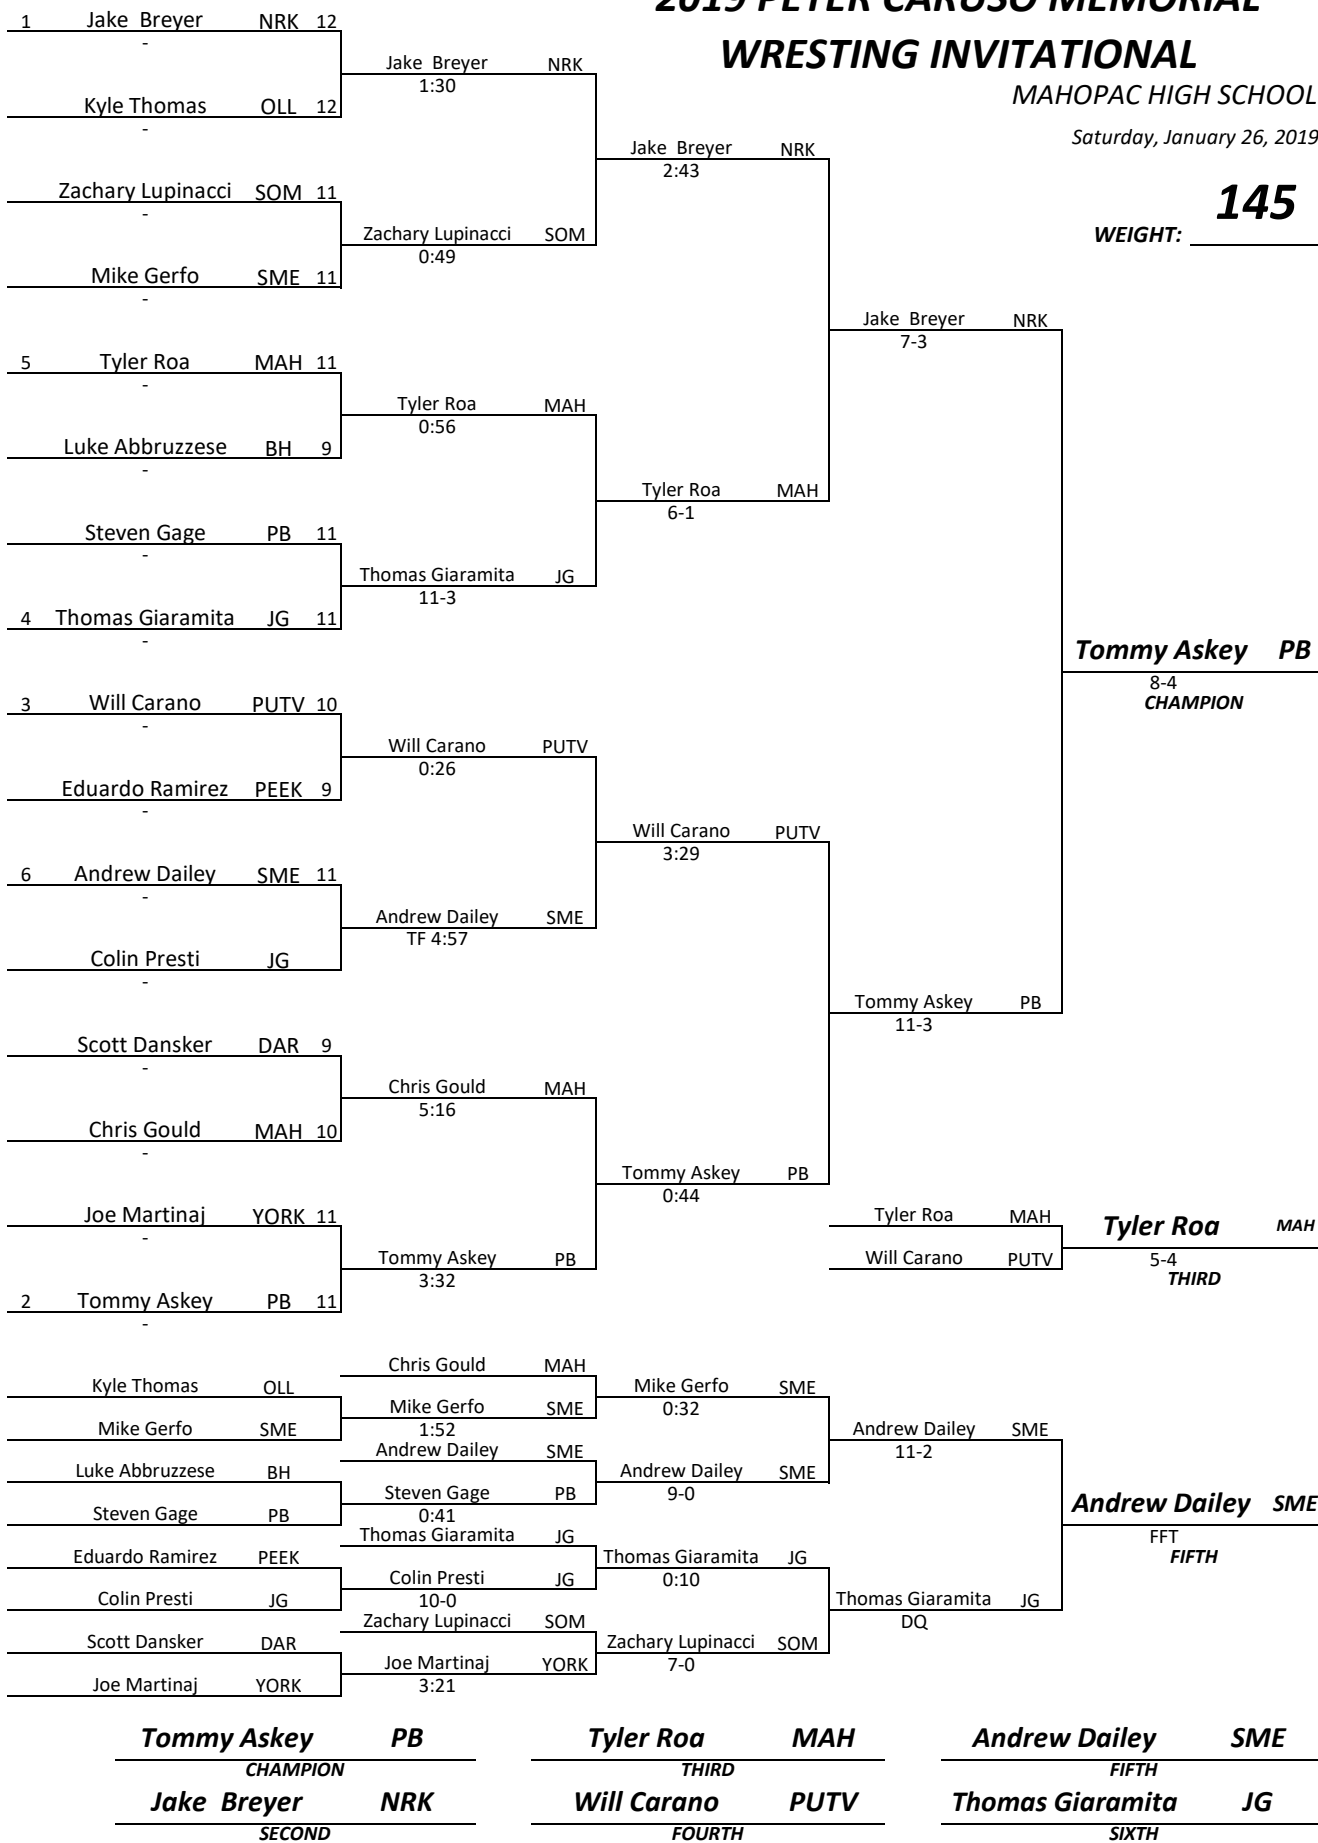 2019 PETER CARUSO MEMORIAL
WRESTING INVITATIONAL
MAHOPAC HIGH SCHOOL
Saturday, January 26, 2019
WEIGHT: 145
1 Jake Breyer NRK 12
-
Jake Breyer NRK
1:30
Kyle Thomas OLL 12
-
Jake Breyer NRK
2:43
Zachary Lupinacci SOM 11
-
Zachary Lupinacci SOM
0:49
Mike Gerfo SME 11
-
Jake Breyer NRK
7-3
5 Tyler Roa MAH 11
-
Tyler Roa MAH
0:56
Luke Abbruzzese BH 9
-
Tyler Roa MAH
6-1
Steven Gage PB 11
-
Thomas Giaramita JG
11-3
4 Thomas Giaramita JG 11
-
Tommy Askey PB
8-4
CHAMPION
3 Will Carano PUTV 10
-
Will Carano PUTV
0:26
Eduardo Ramirez PEEK 9
-
Will Carano PUTV
3:29
6 Andrew Dailey SME 11
-
Andrew Dailey SME
TF 4:57
Colin Presti JG
-
Tommy Askey PB
11-3
Scott Dansker DAR 9
-
Chris Gould MAH
5:16
Chris Gould MAH 10
-
Tommy Askey PB
0:44
Joe Martinaj YORK 11
-
Tommy Askey PB
3:32
2 Tommy Askey PB 11
-
Tyler Roa MAH
Will Carano PUTV
Tyler Roa MAH
5-4
THIRD
Kyle Thomas OLL
Mike Gerfo SME
Luke Abbruzzese BH
Steven Gage PB
Eduardo Ramirez PEEK
Colin Presti JG
Scott Dansker DAR
Joe Martinaj YORK
Chris Gould MAH
Mike Gerfo SME
1:52
Andrew Dailey SME
Steven Gage PB
0:41
Thomas Giaramita JG
Colin Presti JG
10-0
Zachary Lupinacci SOM
Joe Martinaj YORK
3:21
Mike Gerfo SME
0:32
Andrew Dailey SME
9-0
Thomas Giaramita JG
0:10
Zachary Lupinacci SOM
7-0
Andrew Dailey SME
11-2
Thomas Giaramita JG
DQ
Andrew Dailey SME
FFT
FIFTH
Tommy Askey PB Tyler Roa MAH Andrew Dailey SME
CHAMPION THIRD FIFTH
Jake Breyer NRK Will Carano PUTV Thomas Giaramita JG
SECOND FOURTH SIXTH